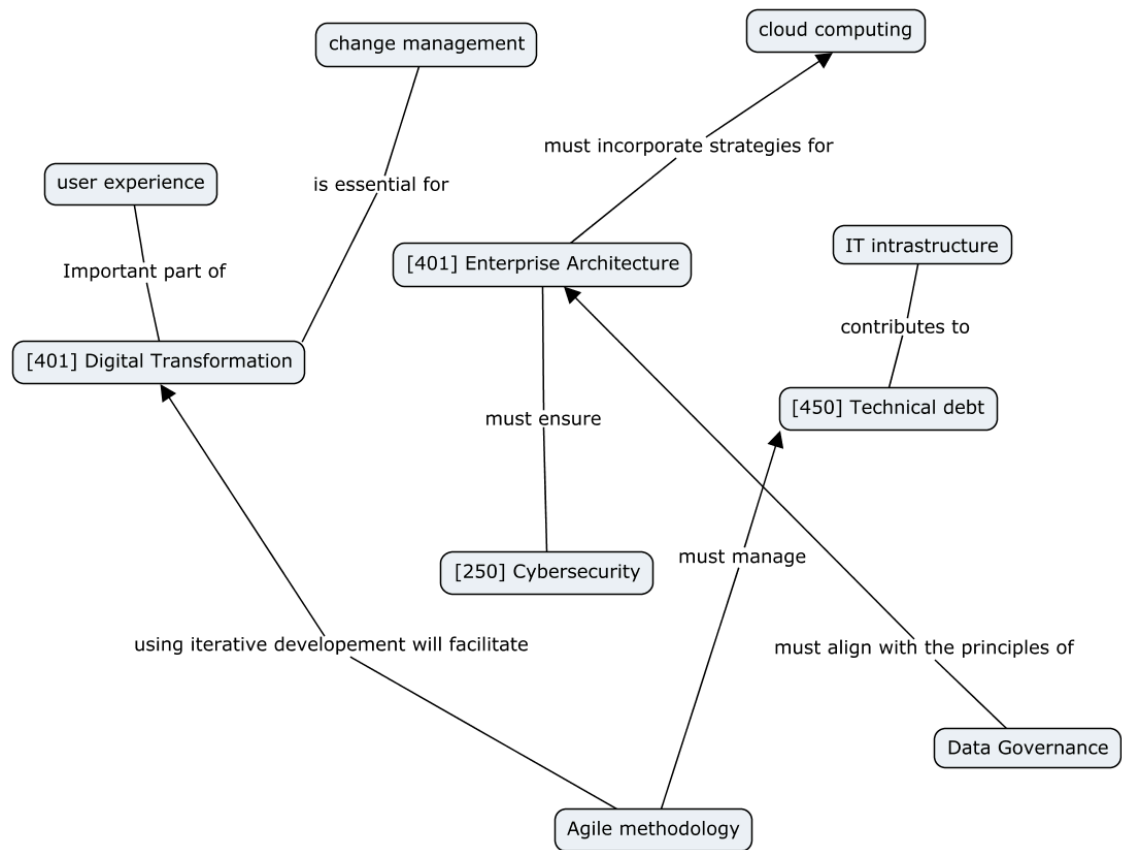 cloud computing
change management
must incorporate strategies for
user experience
is essential for
IT intrastructure
[401] Enterprise Architecture
Important part of
contributes to
[401] Digital Transformation
[450] Technical debt
must ensure
must manage
[250] Cybersecurity
using iterative developement will facilitate
must align with the principles of
Data Governance
Agile methodology